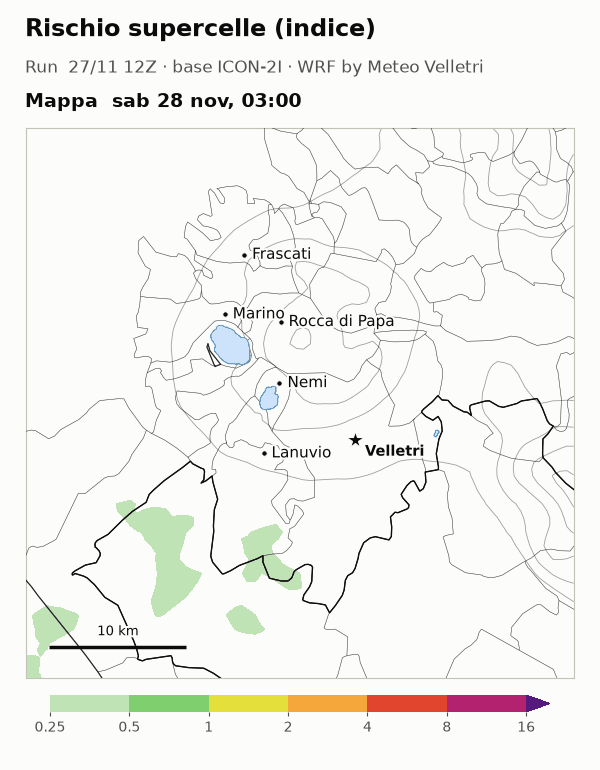 Rischio supercelle (indice)
Run  27/11 12Z · base ICON-2I · WRF by Meteo Velletri
Mappa  sab 28 nov, 03:00
Frascati
Marino
Rocca di Papa
Nemi
Velletri
Lanuvio
10 km
0.25 0.5 1 2 4 8 16